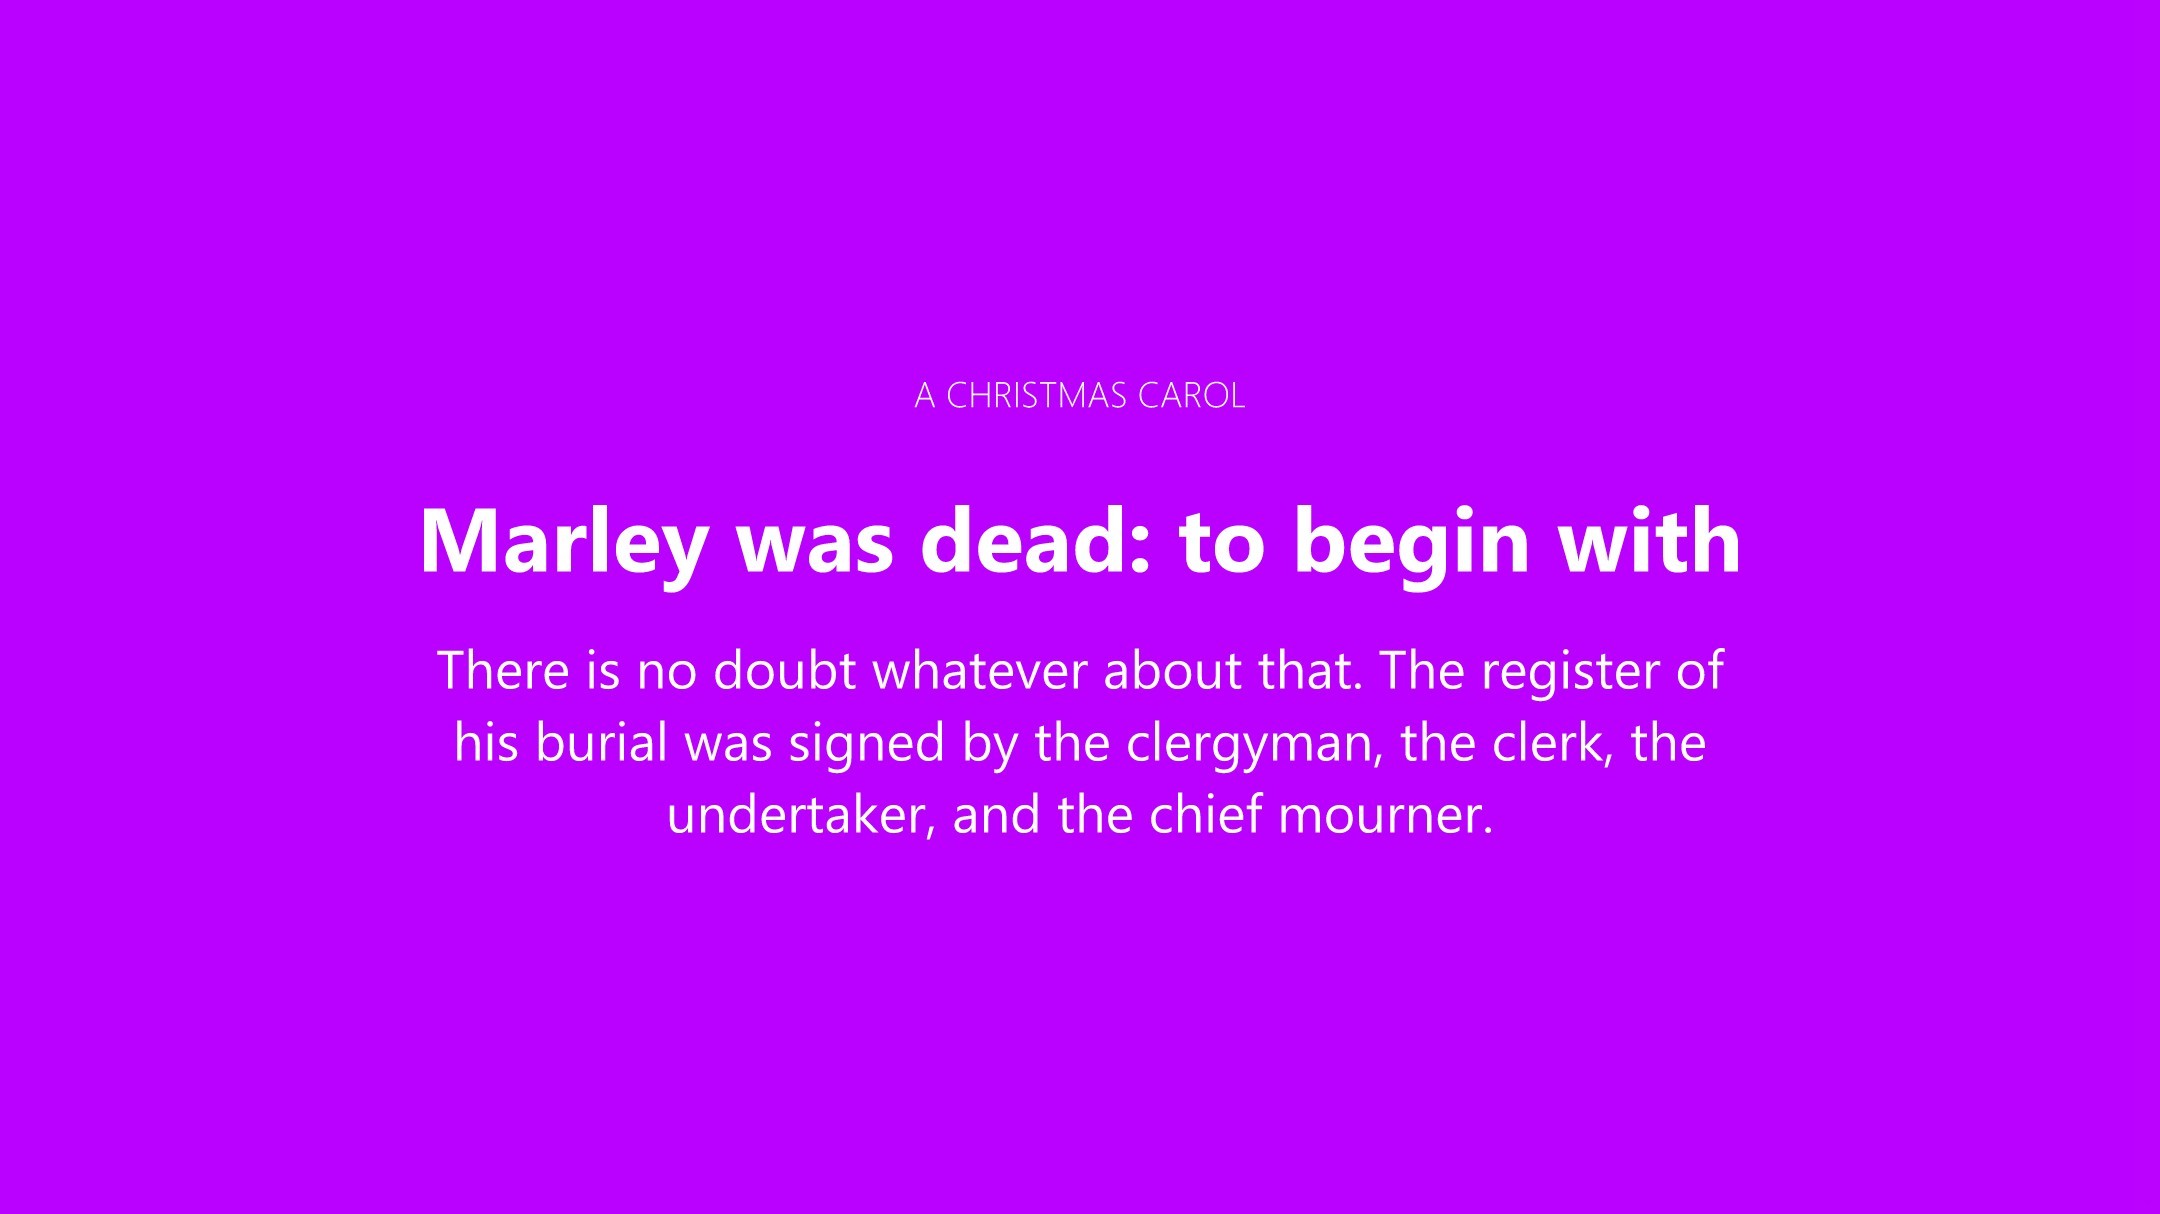 A CHRISTMAS CAROL
Marley was dead: to begin with
There is no doubt whatever about that. The register of
his burial was signed by the clergyman, the clerk, the
undertaker, and the chief mourner.